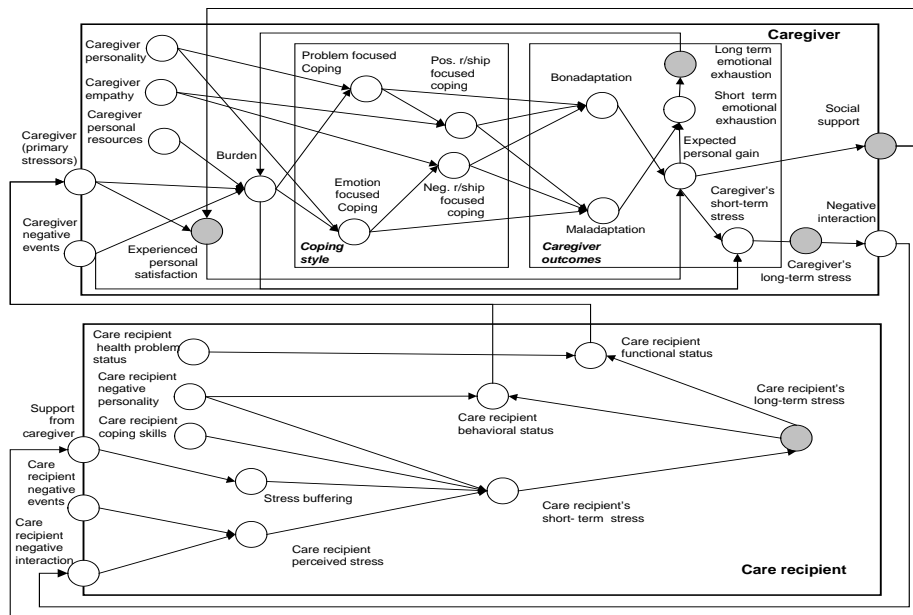 Caregiver
Caregiver
personality
Caregiver
empathy
Caregiver
personal
resources
Caregiver
(primary
stressors)
Caregiver
negative
events
Burden
Experienced
personal
satisfaction
Problem focused
Coping
Pos. r/ship
focused
coping
Emotion
focused
Coping
Neg. r/ship
focused
coping
Coping
style
Bonadaptation
Maladaptation
Caregiver
outcomes
Long term
emotional
exhaustion
Short term
emotional
exhaustion
Expected
personal gain
Caregiver's
short-term
stress
Caregiver's
long-term stress
Social
support
Negative
interaction
Care recipient
health problem
status
Care recipient
negative
personality
Care recipient
coping skills
Support
from
caregiver
Care
recipient
negative
events
Care
recipient
negative
interaction
Stress buffering
Care recipient
perceived stress
Care recipient
functional status
Care recipient
behavioral status
Care recipient's
long-term stress
Care recipient's
short- term stress
Care recipient